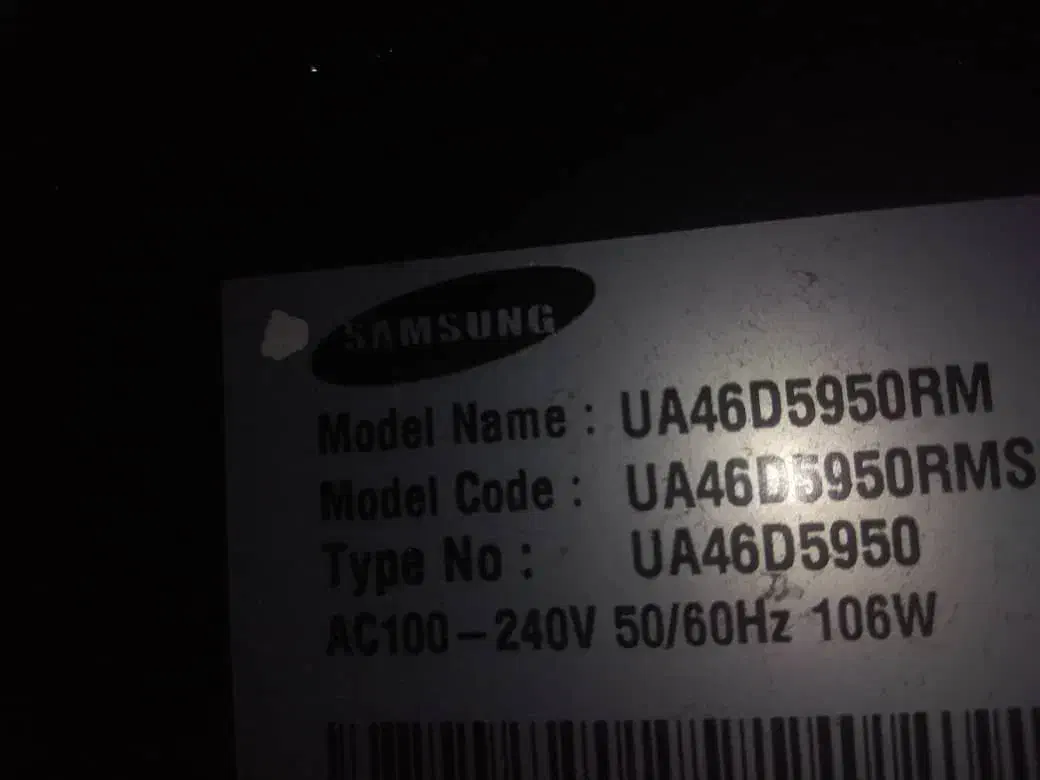 SAMSUNG
Model Name : UA46D5950RM
Model Code : UA46D5950RMS
Type No : UA46D5950
AC100-240V 50/60Hz 106W